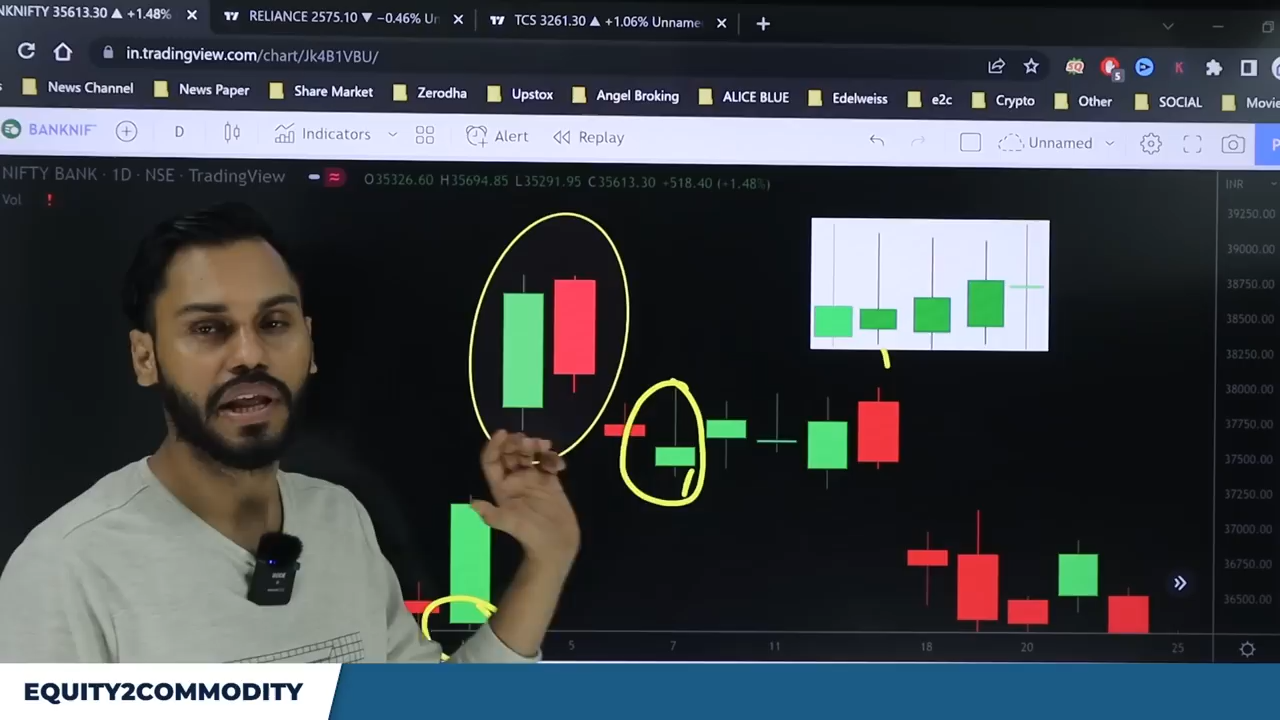 NKNIFTY 35613.30 ▲ +1.48%
RELIANCE 2575.10 ▼ −0.46% Un
TCS 3261.30 ▲ +1.06% Unname
in.tradingview.com/chart/Jk4B1VBU/
5
News Channel
News Paper
Share Market
Zerodha
Upstox
Angel Broking
ALICE BLUE
Edelweiss
e2c
Crypto
Other
SOCIAL
Movie
BANKNIF
D
Indicators
Alert
Replay
Unnamed
P
NIFTY BANK · 1D · NSE · TradingView
O35326.60 H35694.85 L35291.95 C35613.30 +518.40 (+1.48%)
INR
Vol !
39250.00
39000.00
38750.00
38500.00
38250.00
38000.00
37750.00
37500.00
37250.00
37000.00
36750.00
36500.00
5
7
11
18
20
25
EQUITY2COMMODITY